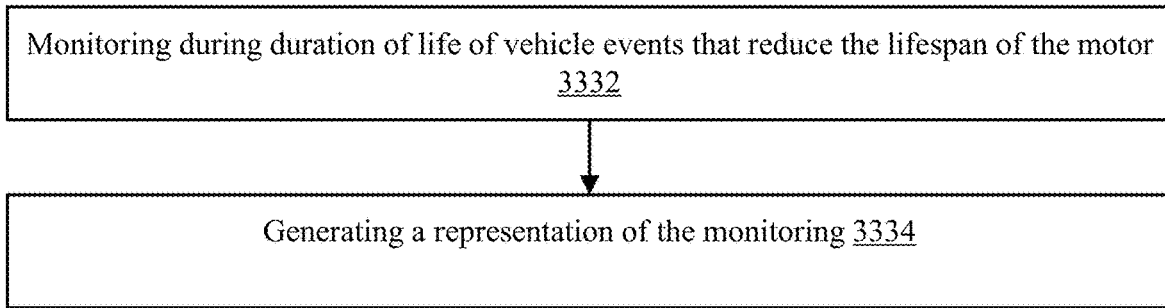 Monitoring during duration of life of vehicle events that reduce the lifespan of the motor
3332
Generating a representation of the monitoring 3334